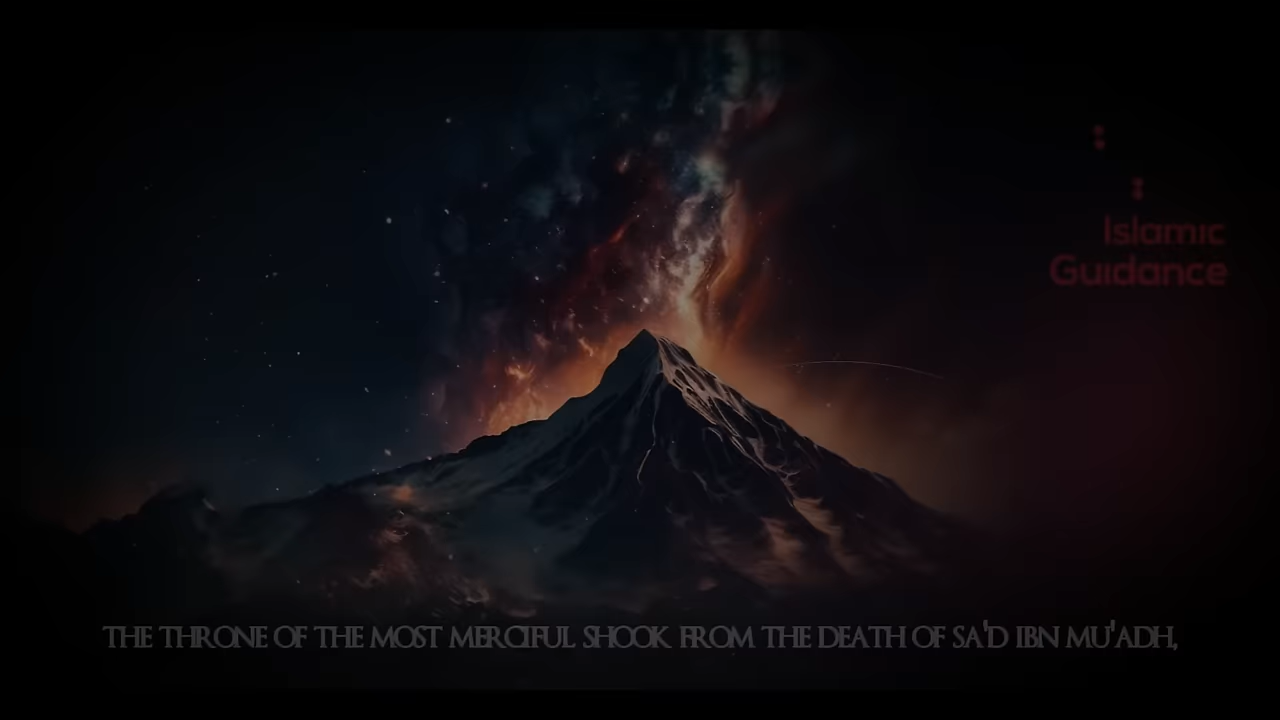 Islamic
Guidance
THE THRONE OF THE MOST MERCIFUL SHOOK FROM THE DEATH OF SA'D IBN MU'ADH,